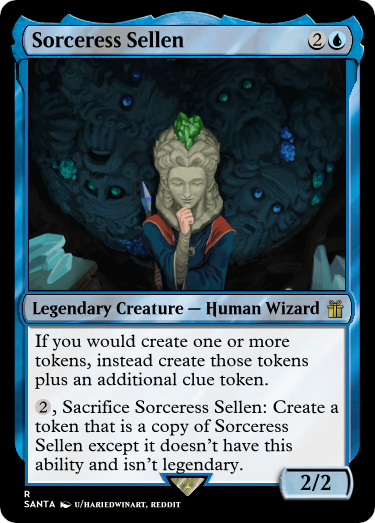 Sorceress Sellen 2
Legendary Creature — Human Wizard
If you would create one or more
tokens, instead create those tokens
plus an additional clue token.
2, Sacrifice Sorceress Sellen: Create a
token that is a copy of Sorceress
Sellen except it doesn't have this
ability and isn't legendary.
2/2
R
SANTA U/HARIEDWINART, REDDIT